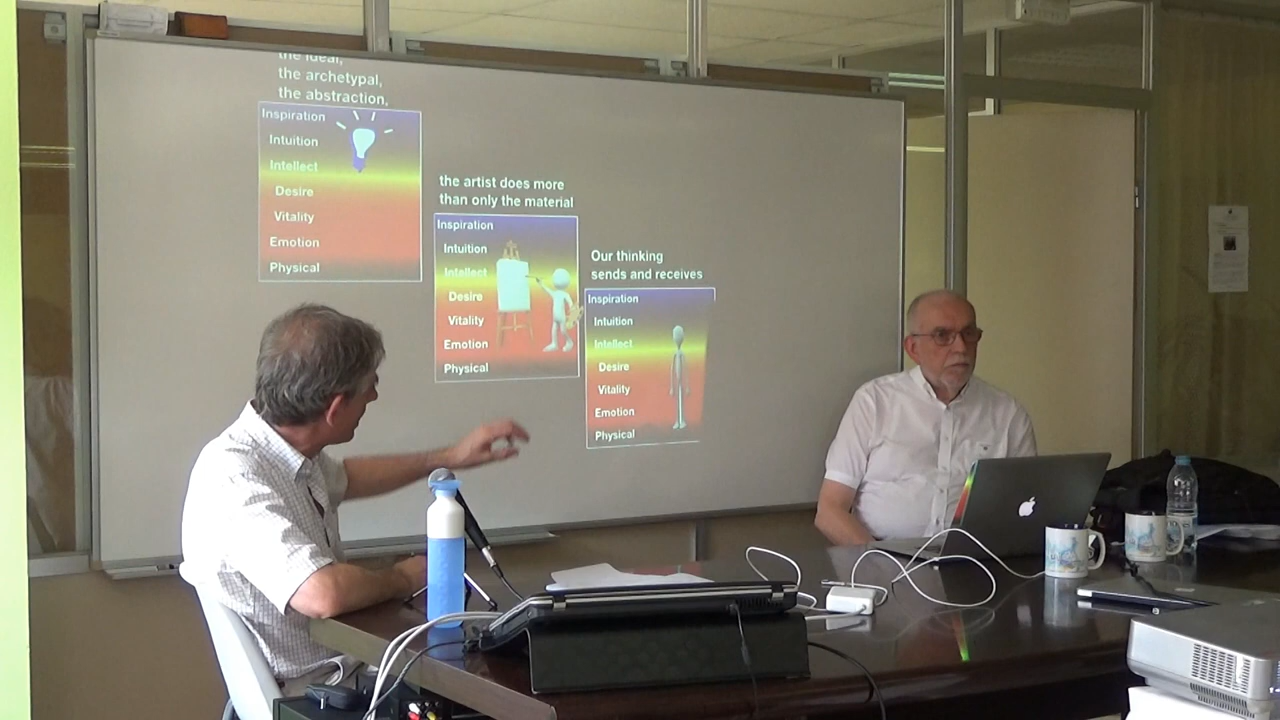 the ideal,
the archetypal,
the abstraction,
Inspiration
Intuition
Intellect
Desire
Vitality
Emotion
Physical
the artist does more
than only the material
Inspiration
Intuition
Intellect
Desire
Vitality
Emotion
Physical
Our thinking
sends and receives
Inspiration
Intuition
Intellect
Desire
Vitality
Emotion
Physical